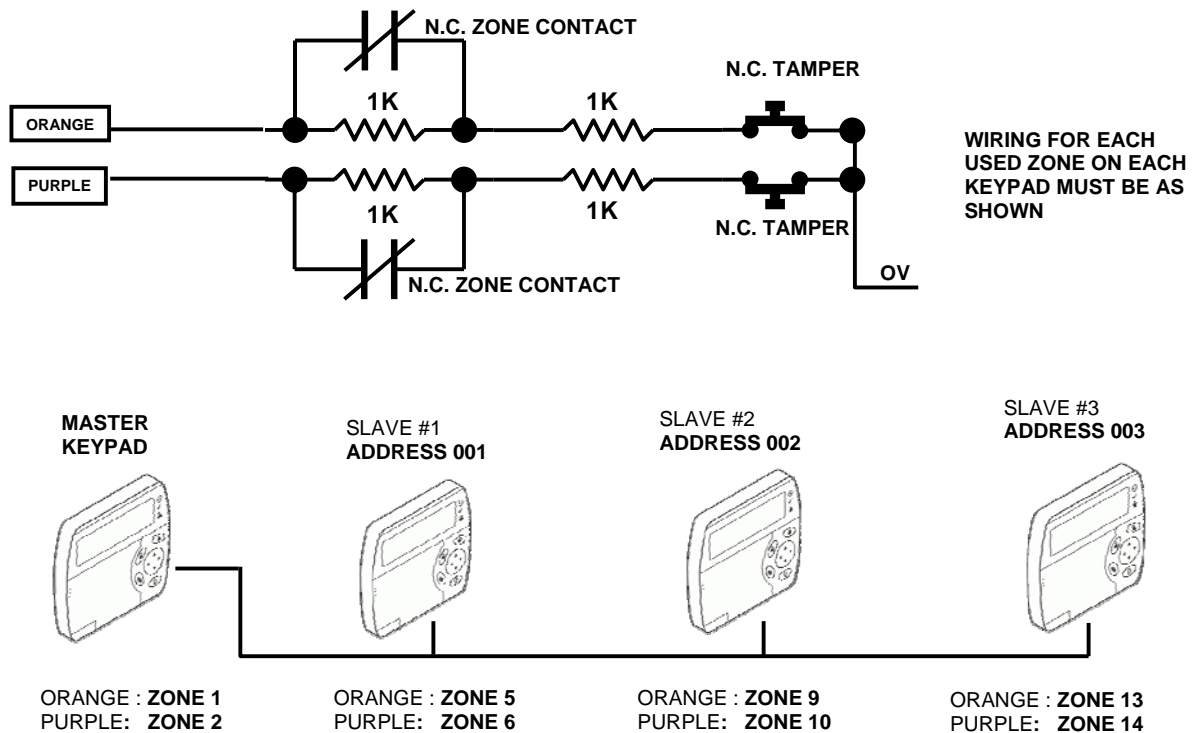 N.C. ZONE CONTACT
N.C. TAMPER
1K
1K
ORANGE
WIRING FOR EACH
USED ZONE ON EACH
KEYPAD MUST BE AS
SHOWN
PURPLE
1K
1K
N.C. TAMPER
N.C. ZONE CONTACT
OV
MASTER
KEYPAD
SLAVE #1
ADDRESS 001
SLAVE #2
ADDRESS 002
SLAVE #3
ADDRESS 003
ORANGE : ZONE 1
PURPLE: ZONE 2
ORANGE : ZONE 5
PURPLE: ZONE 6
ORANGE : ZONE 9
PURPLE: ZONE 10
ORANGE : ZONE 13
PURPLE: ZONE 14